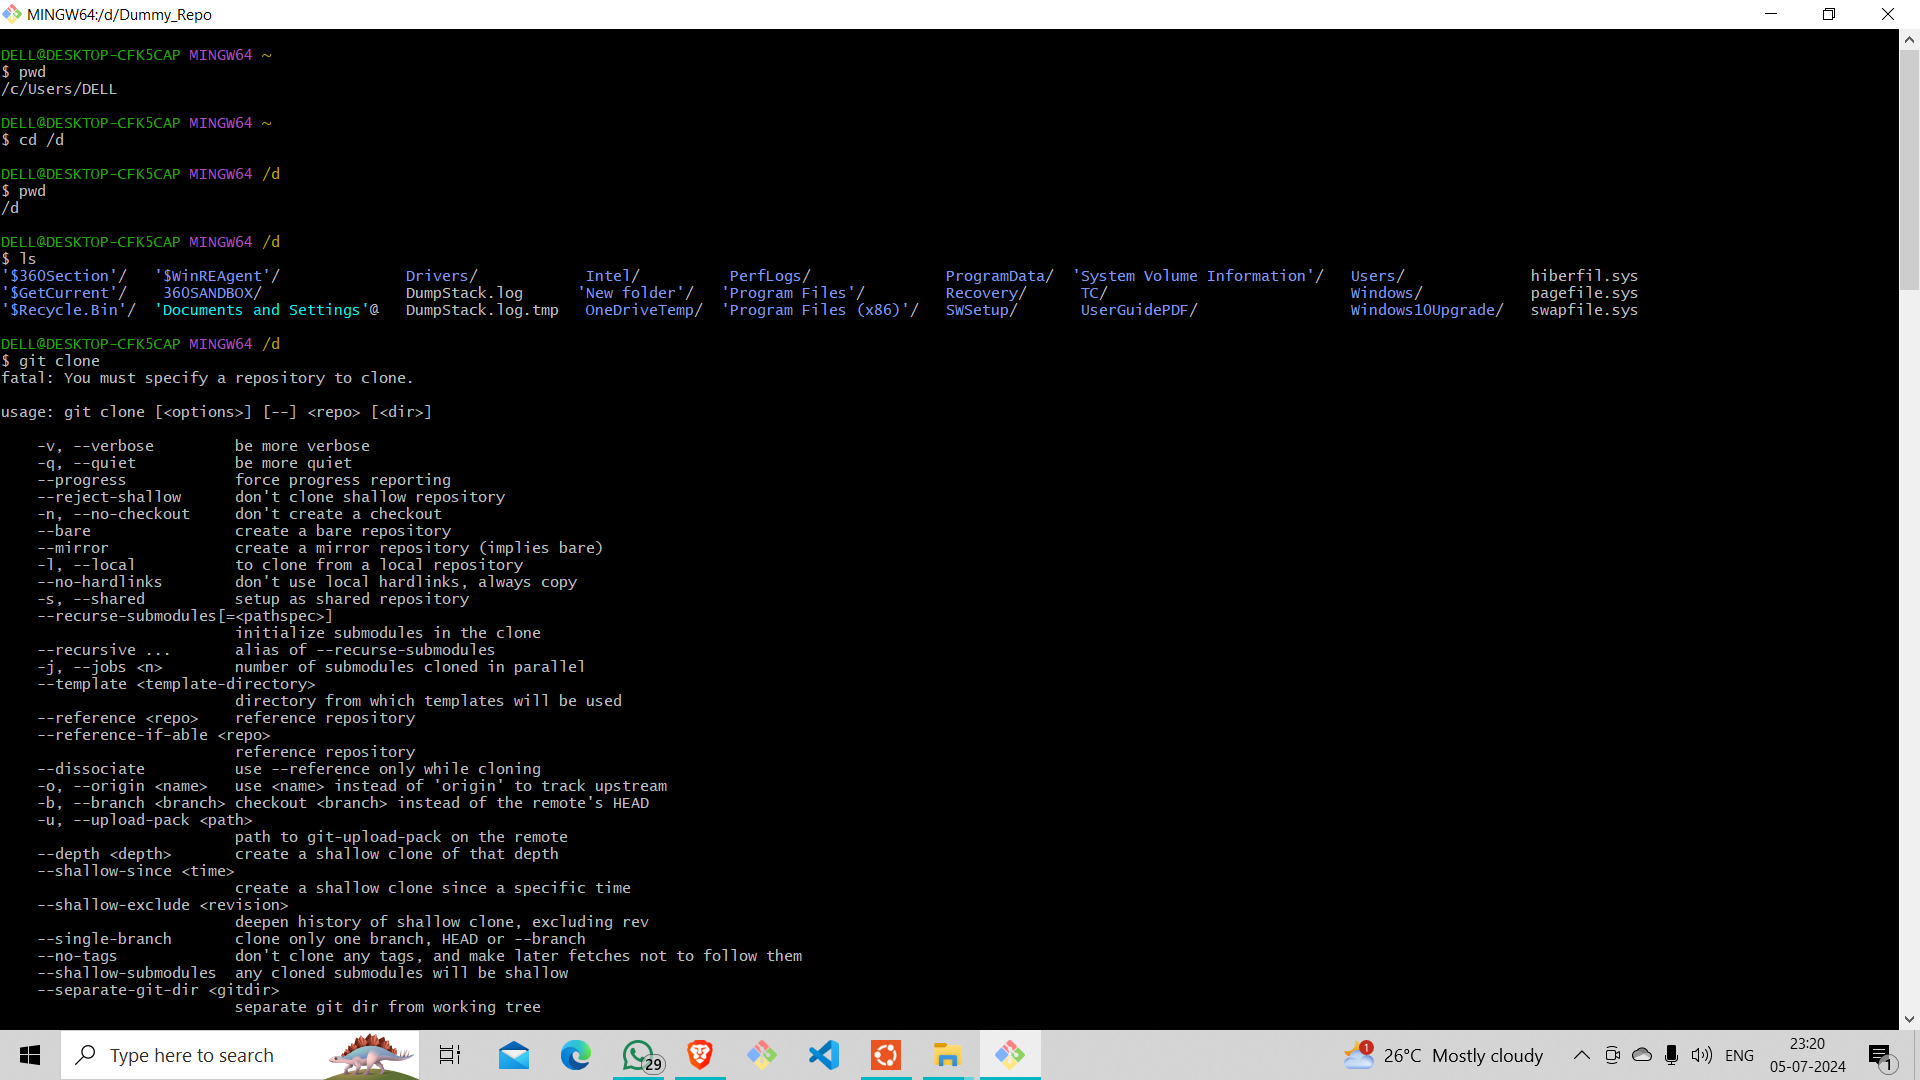 MINGW64:/d/Dummy_Repo
DELL@DESKTOP-CFK5CAP MINGW64 ~
$ pwd
/c/Users/DELL
DELL@DESKTOP-CFK5CAP MINGW64 ~
$ cd /d
DELL@DESKTOP-CFK5CAP MINGW64 /d
$ pwd
/d
DELL@DESKTOP-CFK5CAP MINGW64 /d
$ ls
'$360Section'/ '$WinREAgent'/ Drivers/ Intel/ PerfLogs/ ProgramData/ 'System Volume Information'/ Users/ hiberfil.sys
'$GetCurrent'/ 360SANDBOX/ DumpStack.log 'New folder'/ 'Program Files'/ Recovery/ TC/ Windows/ pagefile.sys
'$Recycle.Bin'/ 'Documents and Settings'@ DumpStack.log.tmp OneDriveTemp/ 'Program Files (x86)'/ SWSetup/ UserGuidePDF/ Windows10Upgrade/ swapfile.sys
DELL@DESKTOP-CFK5CAP MINGW64 /d
$ git clone
fatal: You must specify a repository to clone.
usage: git clone [<options>] [--] <repo> [<dir>]
-v, --verbose be more verbose
-q, --quiet be more quiet
--progress force progress reporting
--reject-shallow don't clone shallow repository
-n, --no-checkout don't create a checkout
--bare create a bare repository
--mirror create a mirror repository (implies bare)
-l, --local to clone from a local repository
--no-hardlinks don't use local hardlinks, always copy
-s, --shared setup as shared repository
--recurse-submodules[=<pathspec>]
initialize submodules in the clone
--recursive ... alias of --recurse-submodules
-j, --jobs <n> number of submodules cloned in parallel
--template <template-directory>
directory from which templates will be used
--reference <repo> reference repository
--reference-if-able <repo>
reference repository
--dissociate use --reference only while cloning
-o, --origin <name> use <name> instead of 'origin' to track upstream
-b, --branch <branch> checkout <branch> instead of the remote's HEAD
-u, --upload-pack <path>
path to git-upload-pack on the remote
--depth <depth> create a shallow clone of that depth
--shallow-since <time>
create a shallow clone since a specific time
--shallow-exclude <revision>
deepen history of shallow clone, excluding rev
--single-branch clone only one branch, HEAD or --branch
--no-tags don't clone any tags, and make later fetches not to follow them
--shallow-submodules any cloned submodules will be shallow
--separate-git-dir <gitdir>
separate git dir from working tree
Type here to search 29 1 26°C Mostly cloudy ENG 23:20
05-07-2024 1